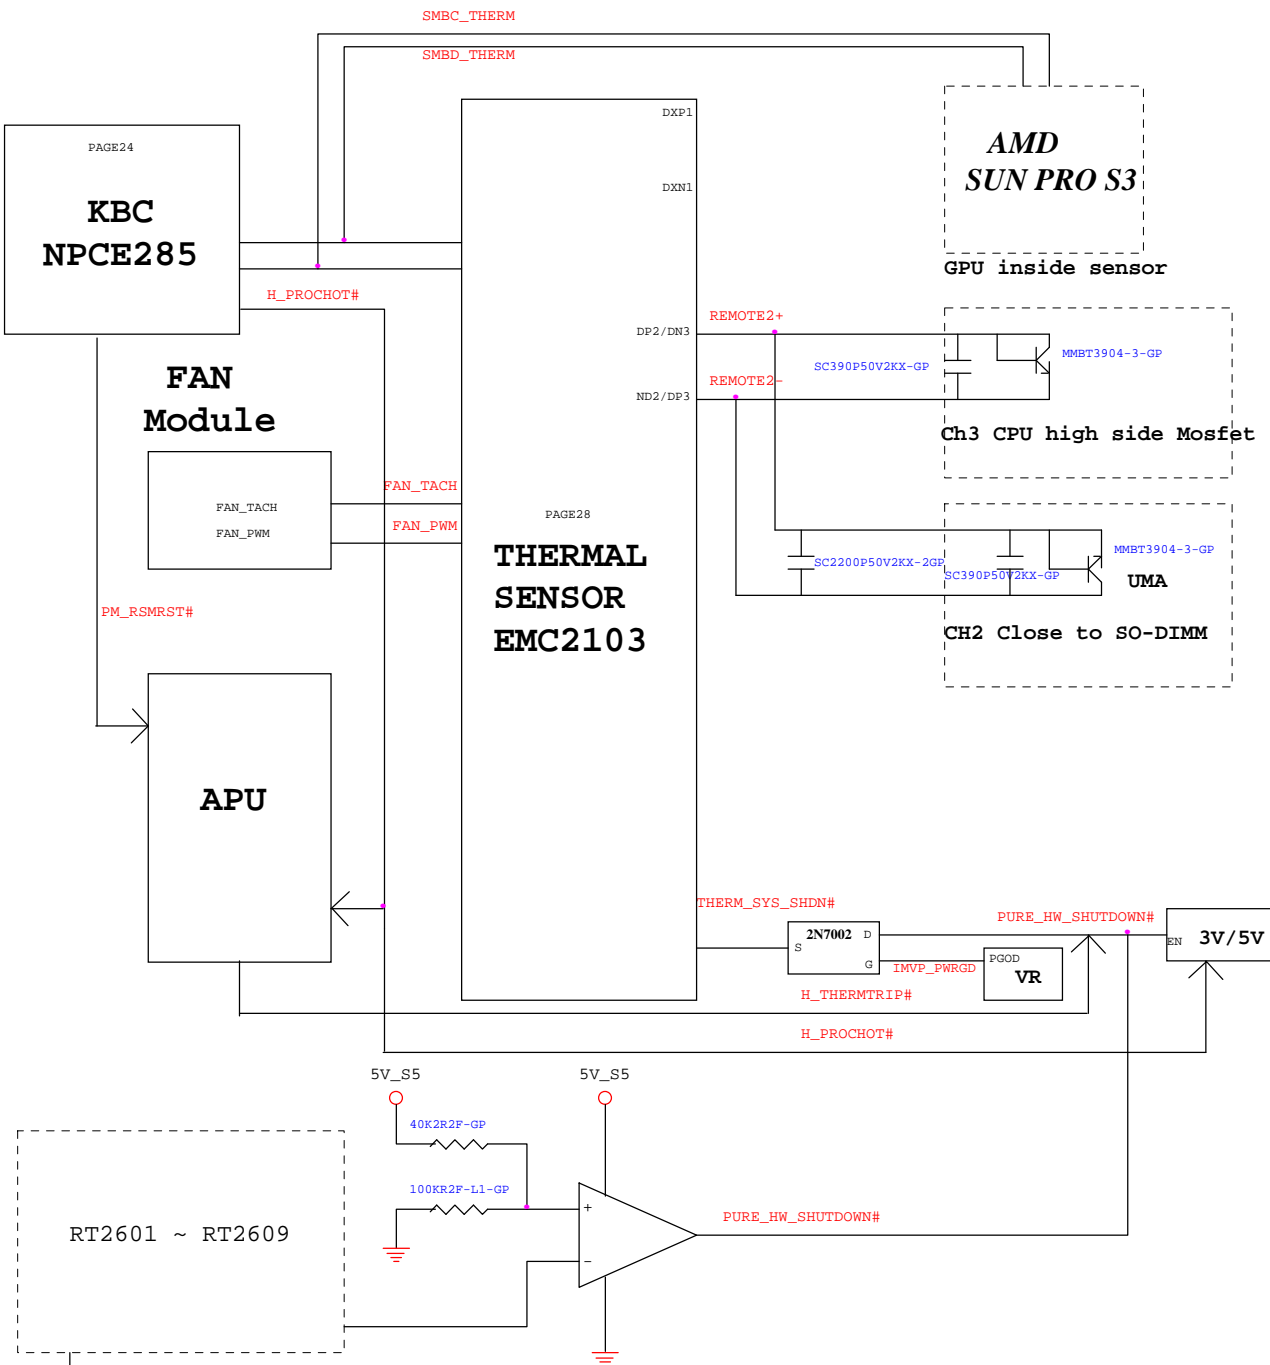 SMBC_THERM
SMBD_THERM
DXP1
DXN1
PAGE24
KBC
NPCE285
AMD
SUN PRO S3
GPU inside sensor
H_PROCHOT#
REMOTE2+
DP2/DN3
SC390P50V2KX-GP
MMBT3904-3-GP
REMOTE2-
ND2/DP3
Ch3 CPU high side Mosfet
FAN
Module
FAN_TACH
FAN_PWM
FAN_TACH
FAN_PWM
PAGE28
THERMAL
SENSOR
EMC2103
SC2200P50V2KX-2GP
SC390P50V2KX-GP
MMBT3904-3-GP
UMA
CH2 Close to SO-DIMM
PM_RSMRST#
APU
THERM_SYS_SHDN#
2N7002
S
D
G
PURE_HW_SHUTDOWN#
EN
3V/5V
IMVP_PWRGD
PGOD
VR
H_THERMTRIP#
H_PROCHOT#
5V_S5
5V_S5
40K2R2F-GP
100KR2F-L1-GP
+
-
PURE_HW_SHUTDOWN#
RT2601 ~ RT2609